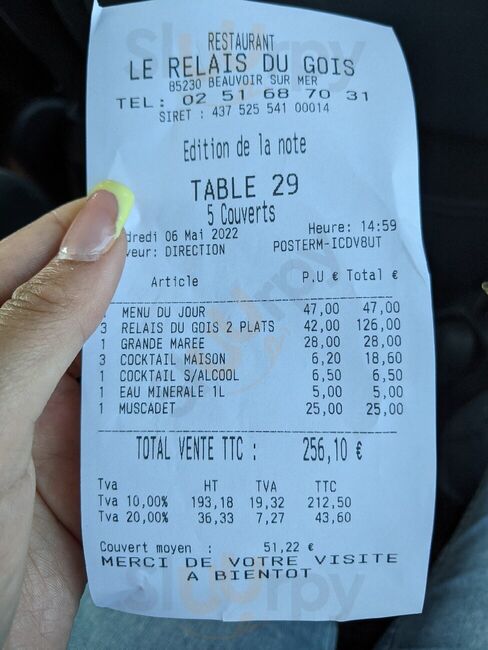 RESTAURANT
LE RELAIS DU GOIS
85230 BEAUVOIR SUR MER
TEL: 02 51 68 70 31
SIRET : 437 525 541 00014
Edition de la note
TABLE 29
5 Couverts
dredi 06 Mai 2022 Heure: 14:59
veur: DIRECTION POSTERM-ICDV8UT
Article P.U € Total €
MENU DU JOUR 47,00 47,00
3 RELAIS DU GOIS 2 PLATS 42,00 126,00
1 GRANDE MAREE 28,00 28,00
3 COCKTAIL MAISON 6,20 18,60
1 COCKTAIL S/ALCOOL 6,50 6,50
1 EAU MINERALE 1L 5,00 5,00
1 MUSCADET 25,00 25,00
TOTAL VENTE TTC : 256,10 €
Tva HT TVA TTC
Tva 10,00% 193,18 19,32 212,50
Tva 20,00% 36,33 7,27 43,60
Couvert moyen : 51,22 €
MERCI DE VOTRE VISITE
A BIENTOT
Slurrpy